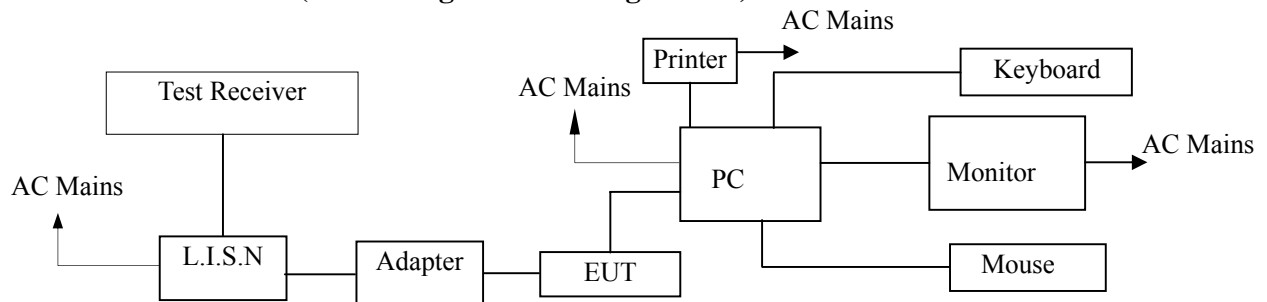 AC Mains
Printer
Keyboard
AC Mains
Test Receiver
AC Mains
PC
Monitor
AC Mains
L.I.S.N
Adapter
EUT
Mouse